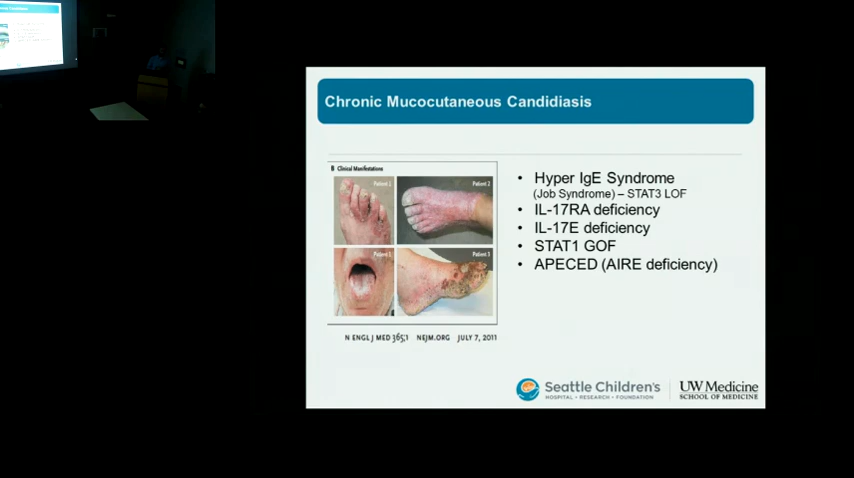 Chronic Mucocutaneous Candidiasis
B Clinical Manifestations
Patient 1
Patient 2
Patient 3
• Hyper IgE Syndrome
(Job Syndrome) – STAT3 LOF
• IL-17RA deficiency
• IL-17E deficiency
• STAT1 GOF
• APECED (AIRE deficiency)
N ENGL J MED 365;1 NEJM.ORG JULY 7, 2011
Seattle Children's
HOSPITAL • RESEARCH • FOUNDATION
UW Medicine
SCHOOL OF MEDICINE